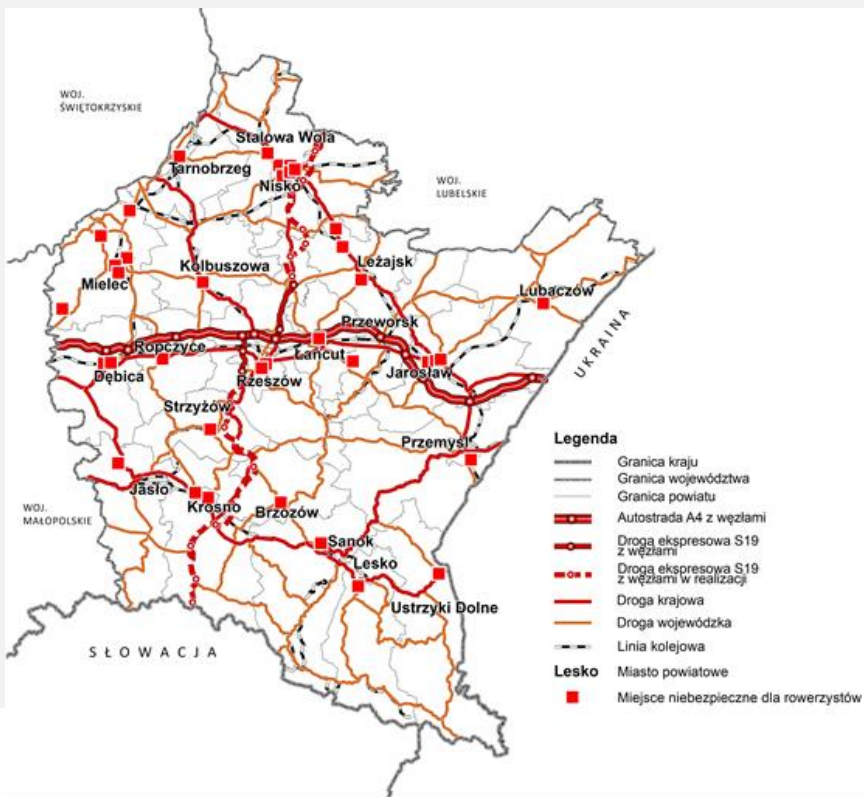 WOJ.
ŚWIĘTOKRZYSKIE
Stalowa Wola
Tarnobrzeg
Nisko
WOJ.
LUBELSKIE
Leżajsk
Kolbuszowa
Mielec
Lubaczów
Przeworsk
Ropczyce
Łańcut
Jarosław
Dębica
Rzeszów
UKRAINA
Strzyżów
Przemyśl
Jasło
WOJ.
MAŁOPOLSKIE
Krosno
Brzozów
Sanok
Lesko
Ustrzyki Dolne
SŁOWACJA
Legenda
Granica kraju
Granica województwa
Granica powiatu
Autostrada A4 z węzłami
Droga ekspresowa S19
z węzłami
Droga ekspresowa S19
z węzłami w realizacji
Droga krajowa
Droga wojewódzka
Linia kolejowa
Lesko Miasto powiatowe
Miejsce niebezpieczne dla rowerzystów